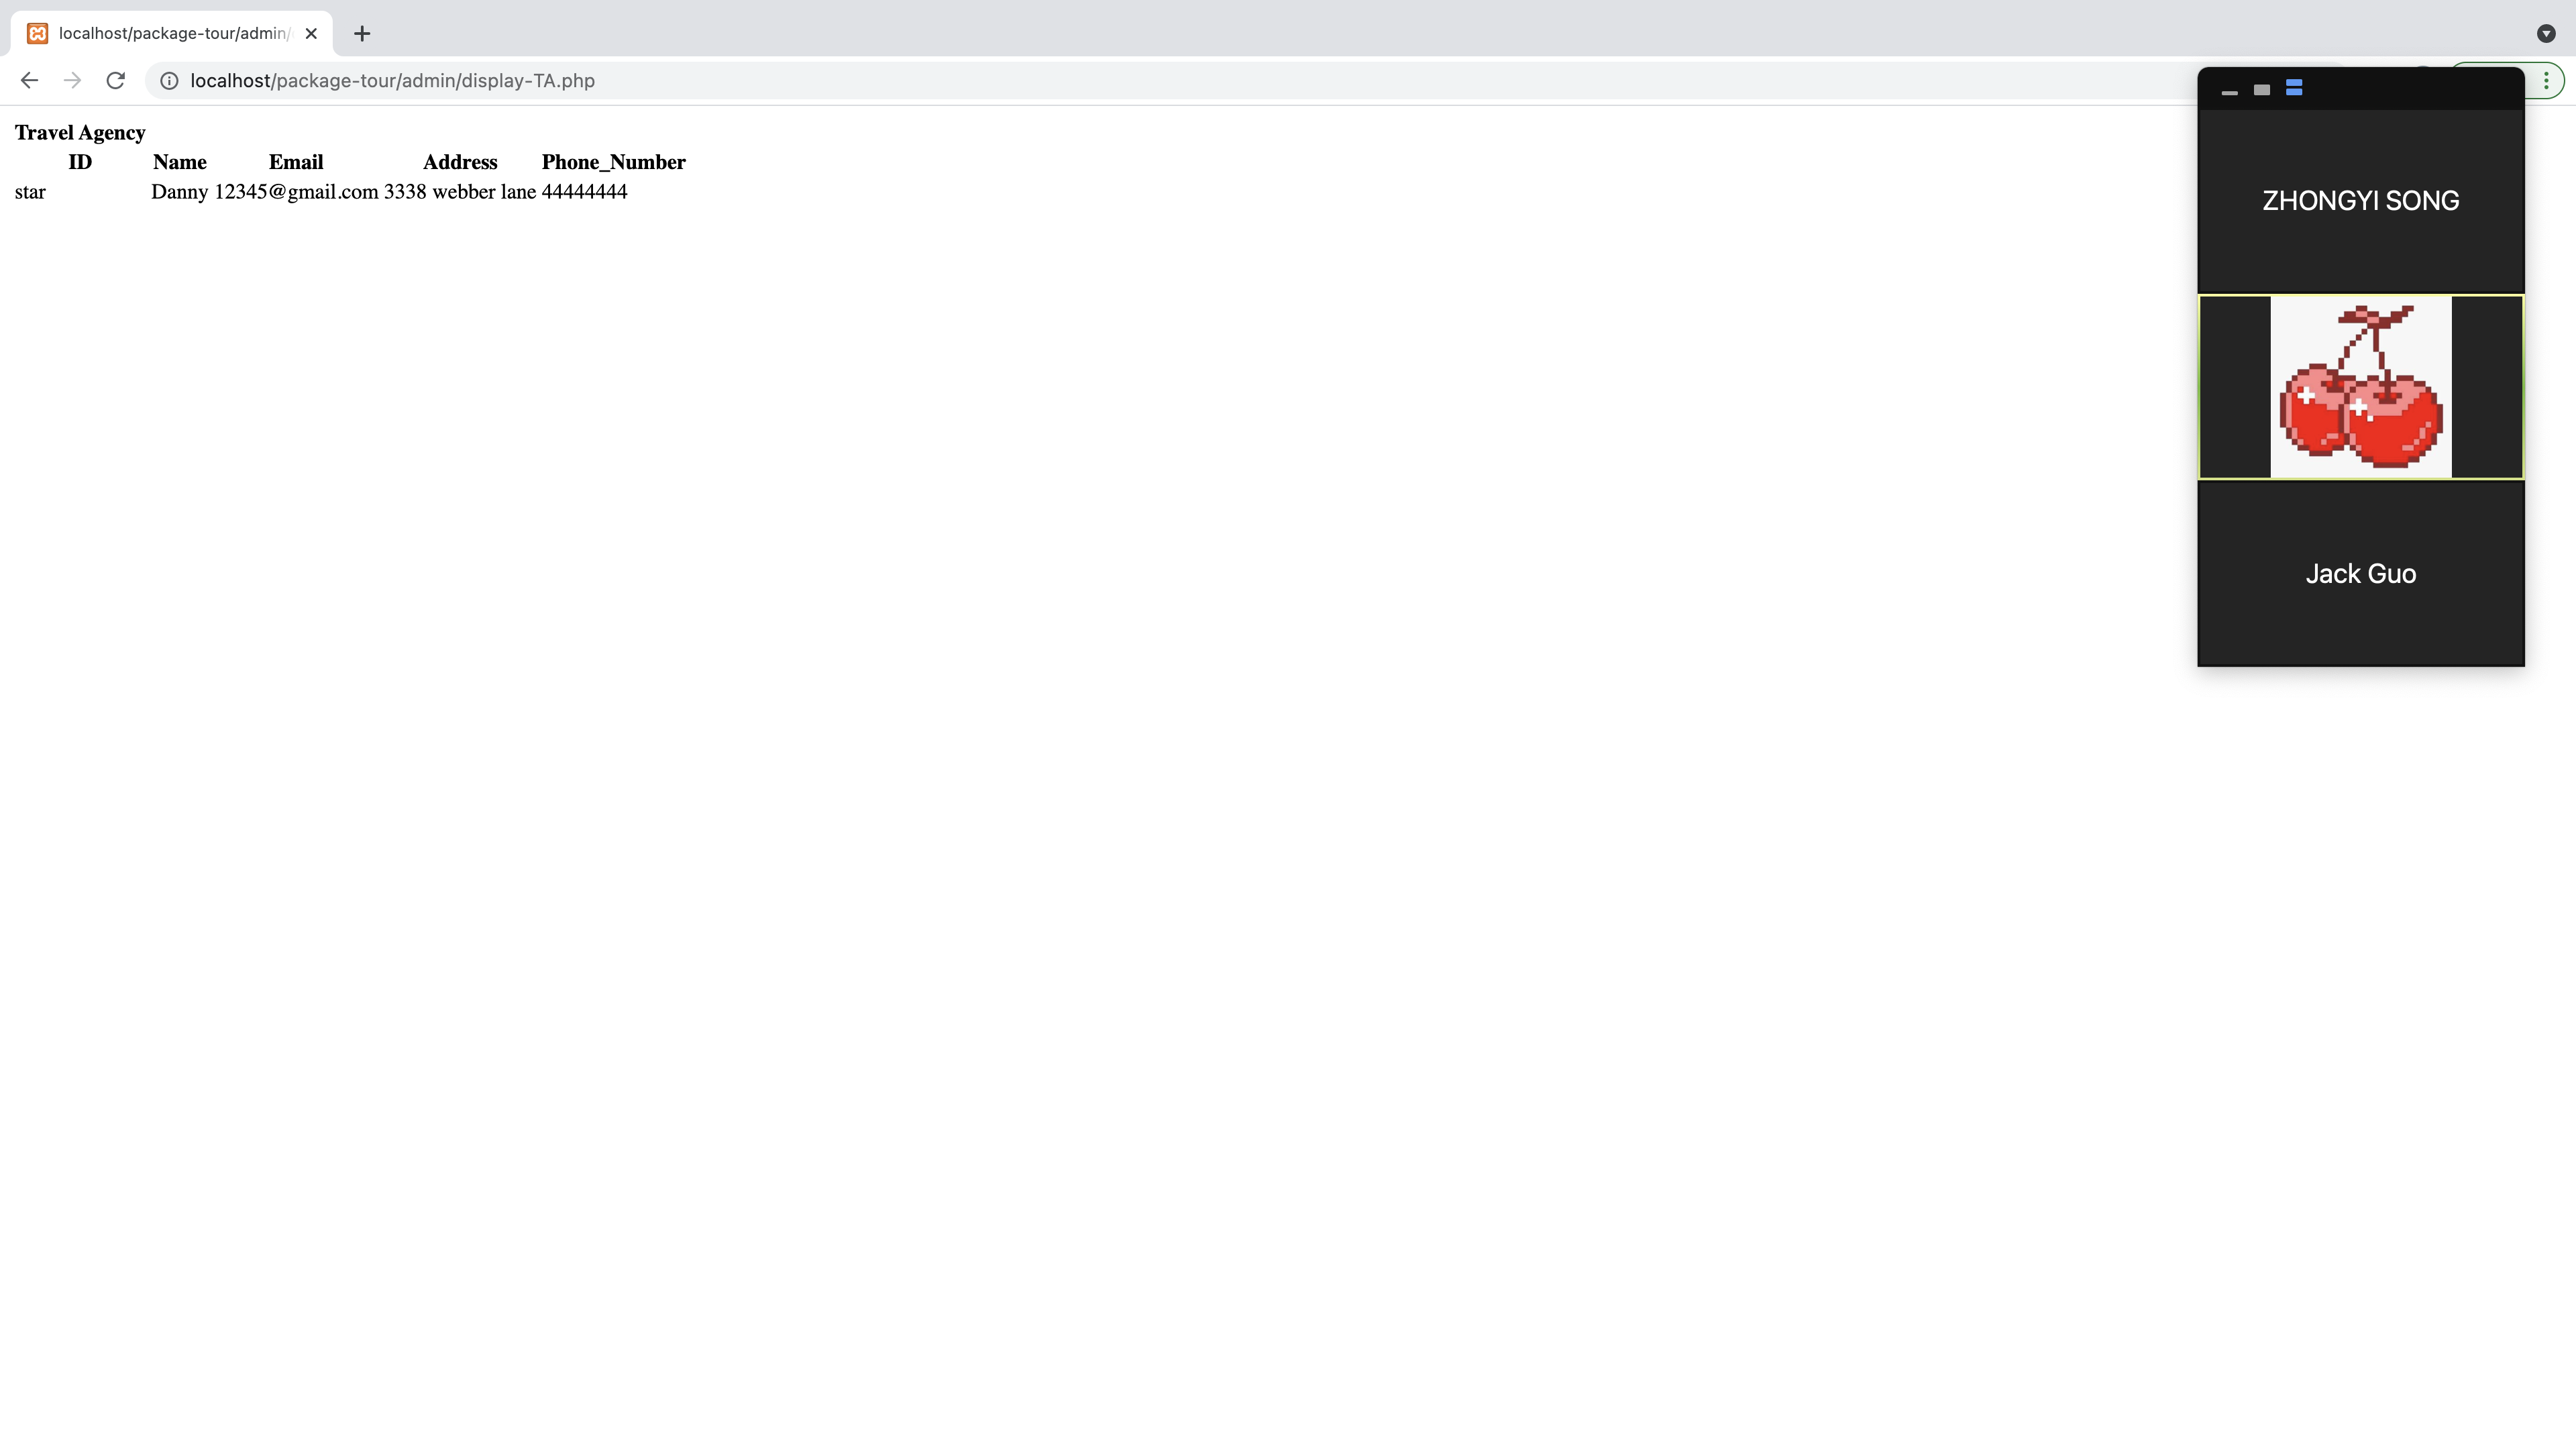 localhost/package-tour/admin/
localhost/package-tour/admin/display-TA.php
Travel Agency
ID Name Email Address Phone_Number
star Danny 12345@gmail.com 3338 webber lane 44444444
ZHONGYI SONG
Jack Guo